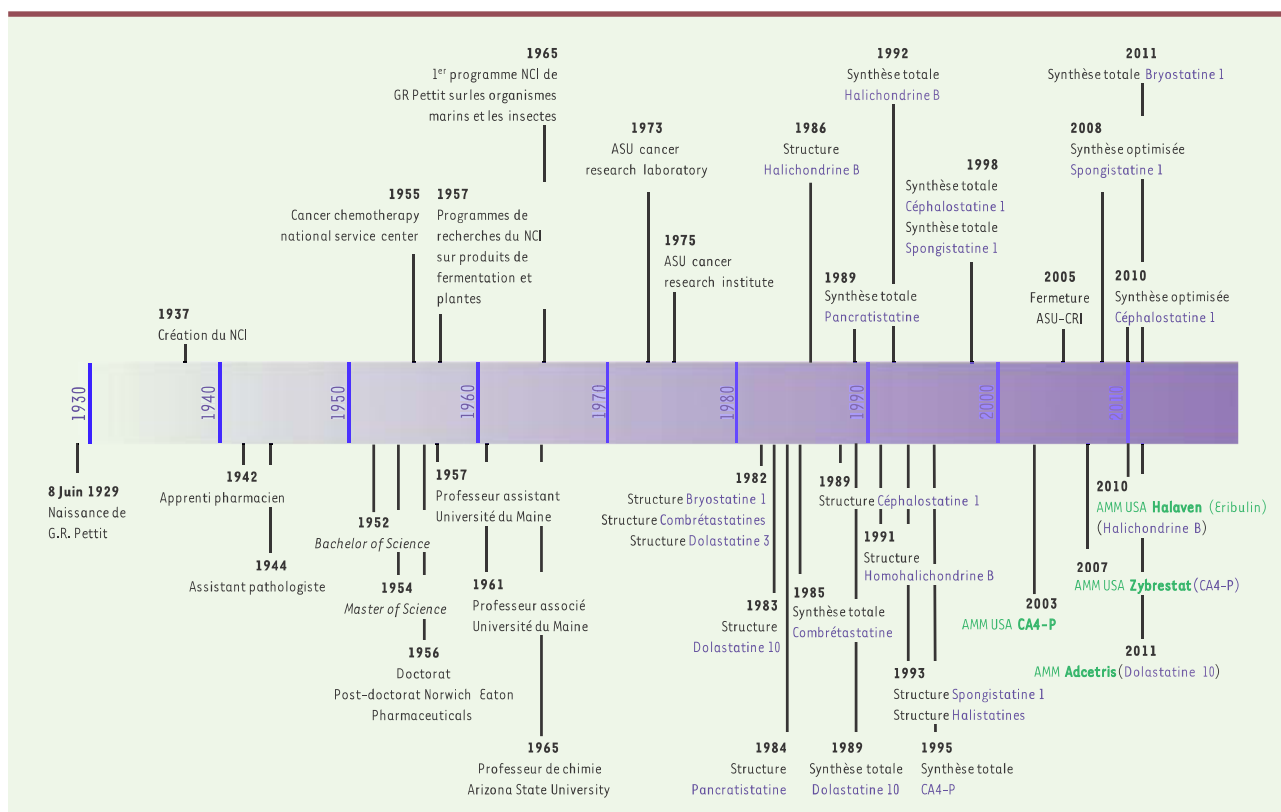 1965
1er programme NCI de
GR Pettit sur les organismes
marins et les insectes
1992
Synthèse totale
Halichondrine B
2011
Synthèse totale Bryostatine 1
1973
ASU cancer
research laboratory
1986
Structure
Halichondrine B
2008
Synthèse optimisée
Spongistatine 1
1998
Synthèse totale
Céphalostatine 1
Synthèse totale
Spongistatine 1
1955
Cancer chemotherapy
national service center
1957
Programmes de
recherches du NCI
sur produits de
fermentation et
plantes
1975
ASU cancer
research institute
1989
Synthèse totale
Pancratistatine
2005
Fermeture
ASU-CRI
2010
Synthèse optimisée
Céphalostatine 1
1937
Création du NCI
1930
1940
1950
1960
1970
1980
1990
2000
2010
8 Juin 1929
Naissance de
G.R. Pettit
1942
Apprenti pharmacien
1944
Assistant pathologiste
1952
Bachelor of Science
1954
Master of Science
1956
Doctorat
Post-doctorat Norwich Eaton
Pharmaceuticals
1957
Professeur assistant
Université du Maine
1961
Professeur associé
Université du Maine
1965
Professeur de chimie
Arizona State University
1982
Structure Bryostatine 1
Structure Combrétastatines
Structure Dolastatine 3
1983
Structure
Dolastatine 10
1984
Structure
Pancratistatine
1985
Synthèse totale
Combrétastatine
1989
Structure Céphalostatine 1
1989
Synthèse totale
Dolastatine 10
1991
Structure
Homohalichondrine B
1993
Structure Spongistatine 1
Structure Halistatines
1995
Synthèse totale
CA4-P
2003
AMM USA CA4-P
2007
AMM USA Zybrestat (CA4-P)
2010
AMM USA Halaven (Eribulin)
(Halichondrine B)
2011
AMM Adcetris (Dolastatine 10)